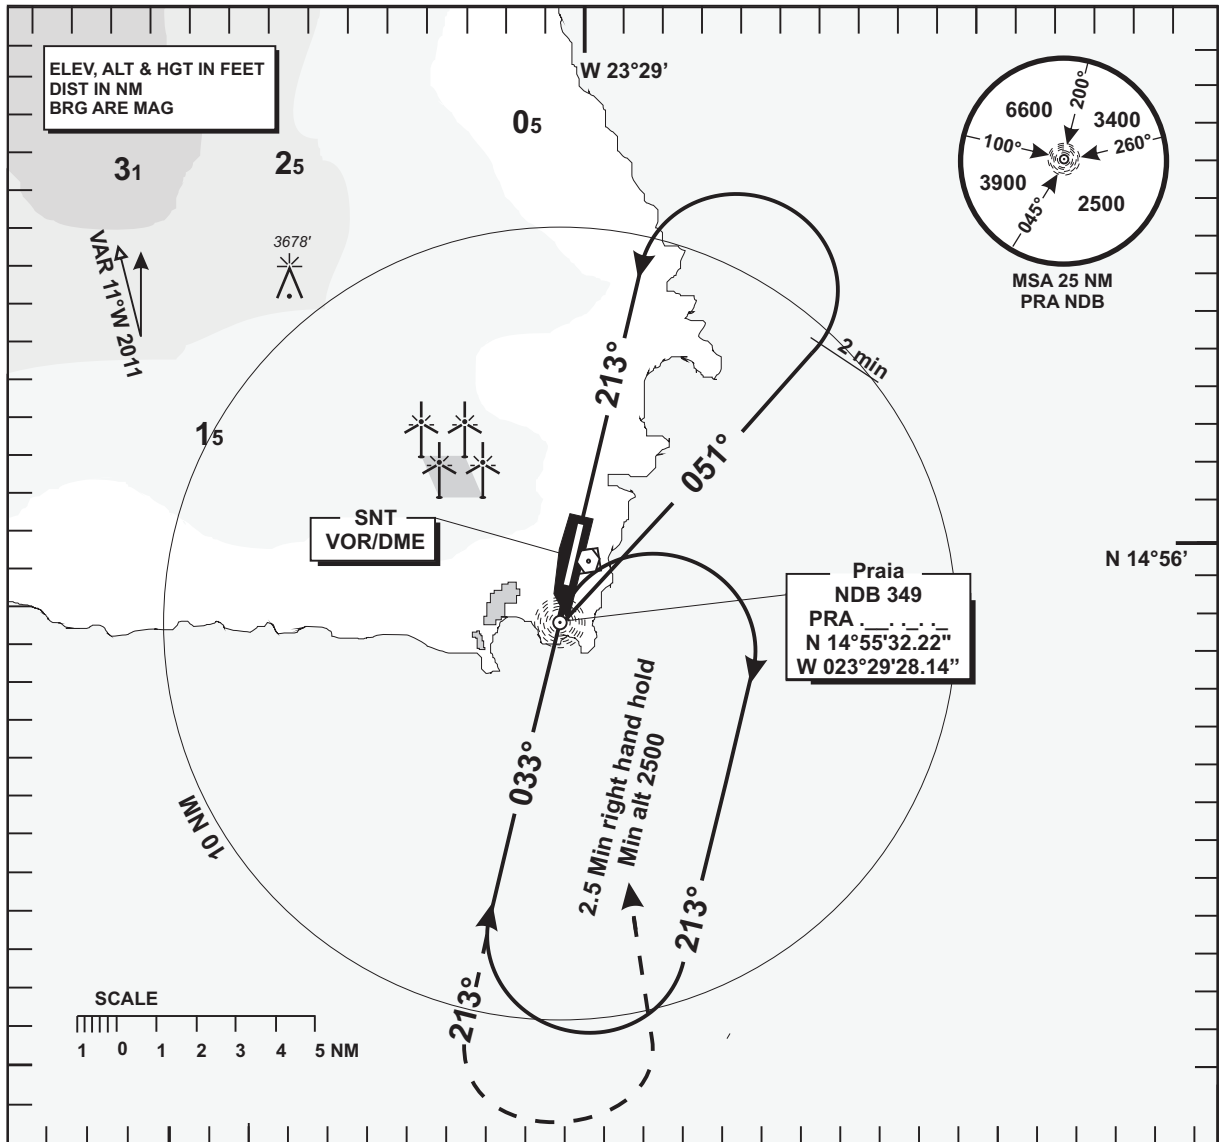 ELEV, ALT & HGT IN FEET
DIST IN NM
BRG ARE MAG
W 23°29’
05
31
25
15
3678'
VAR 11°W 2011
6600
3400
3900
2500
200°
260°
100°
045°
MSA 25 NM
PRA NDB
213°
051°
2 min
SNT
VOR/DME
N 14°56’
Praia
NDB 349
PRA .__. ._. ._
N 14°55'32.22"
W 023°29'28.14”
033°
2.5 Min right hand hold
Min alt 2500
213°
213°
10 NM
SCALE
1 0 1 2 3 4 5 NM